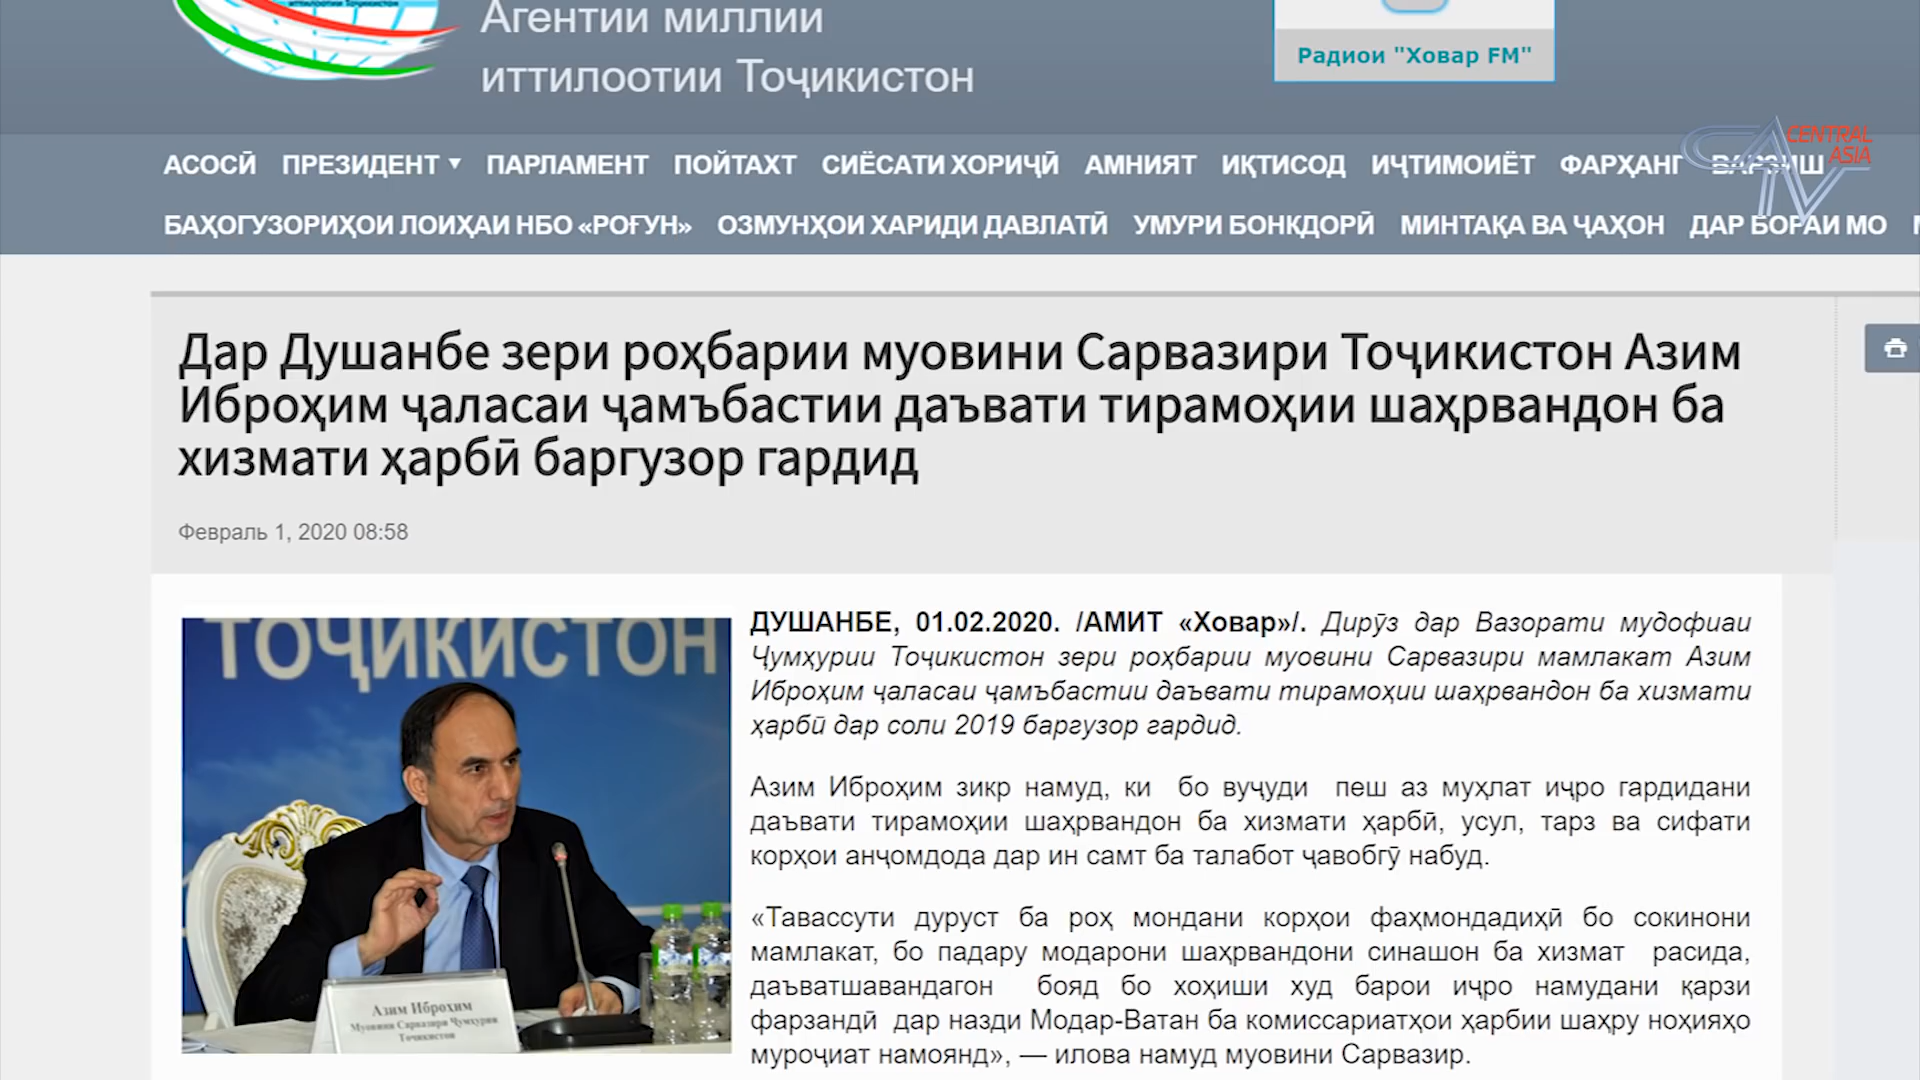 иттилоотии Тоҷикистон
Агентии миллии
иттилоотии Тоҷикистон
Радиои "Ховар FM"
CENTRAL
ASIA
АСОСӢ ПРЕЗИДЕНТ ПАРЛАМЕНТ ПОЙТАХТ СИЁСАТИ ХОРИҶӢ АМНИЯТ ИҚТИСОД ИҶТИМОИЁТ ФАРҲАНГ ВАРЗИШ
БАҲОГУЗОРИҲОИ ЛОИҲАИ НБО «РОҒУН» ОЗМУНҲОИ ХАРИДИ ДАВЛАТӢ УМУРИ БОНКДОРӢ МИНТАҚА ВА ҶАҲОН ДАР БОРАИ МО
Дар Душанбе зери роҳбарии муовини Сарвазири Тоҷикистон Азим
Иброҳим ҷаласаи ҷамъбастии даъвати тирамоҳии шаҳрвандон ба
хизмати ҳарбӣ баргузор гардид
Февраль 1, 2020 08:58
ТОҶИКИСТОН
Азим Иброҳим
Муовини Сарвазири Ҷумҳурии
Тоҷикистон
ДУШАНБЕ, 01.02.2020. /АМИТ «Ховар»/. Дирӯз дар Вазорати мудофиаи
Ҷумҳурии Тоҷикистон зери роҳбарии муовини Сарвазири мамлакат Азим
Иброҳим ҷаласаи ҷамъбастии даъвати тирамоҳии шаҳрвандон ба хизмати
ҳарбӣ дар соли 2019 баргузор гардид.
Азим Иброҳим зикр намуд, ки бо вуҷуди пеш аз муҳлат иҷро гардидани
даъвати тирамоҳии шаҳрвандон ба хизмати ҳарбӣ, усул, тарз ва сифати
корҳои анҷомдода дар ин самт ба талабот ҷавобгӯ набуд.
«Тавассути дуруст ба роҳ мондани корҳои фаҳмондадиҳӣ бо сокинони
мамлакат, бо падару модарони шаҳрвандони синашон ба хизмат расида,
даъватшавандагон бояд бо хоҳиши худ барои иҷро намудани қарзи
фарзандӣ дар назди Модар-Ватан ба комиссариатҳои ҳарбии шаҳру ноҳияҳо
муроҷиат намоянд», — илова намуд муовини Сарвазир.